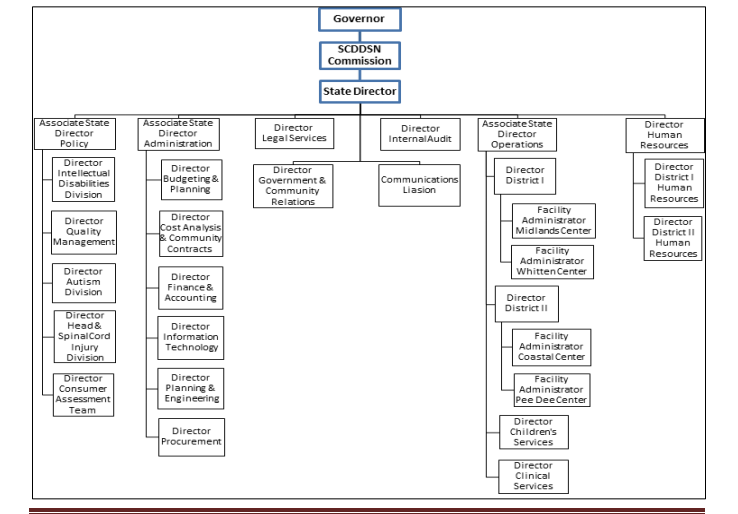 Governor
SCDDSN
Commission
State Director
Associate State
Director
Policy
Director
Intellectual
Disabilities
Division
Director
Quality
Management
Director
Autism
Division
Director
Head &
Spinal Cord
Injury
Division
Director
Consumer
Assessment
Team
Associate State
Director
Administration
Director
Budgeting &
Planning
Director
Cost Analysis
& Community
Contracts
Director
Finance &
Accounting
Director
Information
Technology
Director
Planning &
Engineering
Director
Procurement
Director
Legal Services
Director
Internal Audit
Director
Government &
Community
Relations
Communications
Liasion
Associate State
Director
Operations
Director
District I
Facility
Administrator
Midlands Center
Facility
Administrator
Whitten Center
Director
District II
Facility
Administrator
Coastal Center
Facility
Administrator
Pee Dee Center
Director
Children's
Services
Director
Clinical
Services
Director
Human
Resources
Director
District I
Human
Resources
Director
District II
Human
Resources